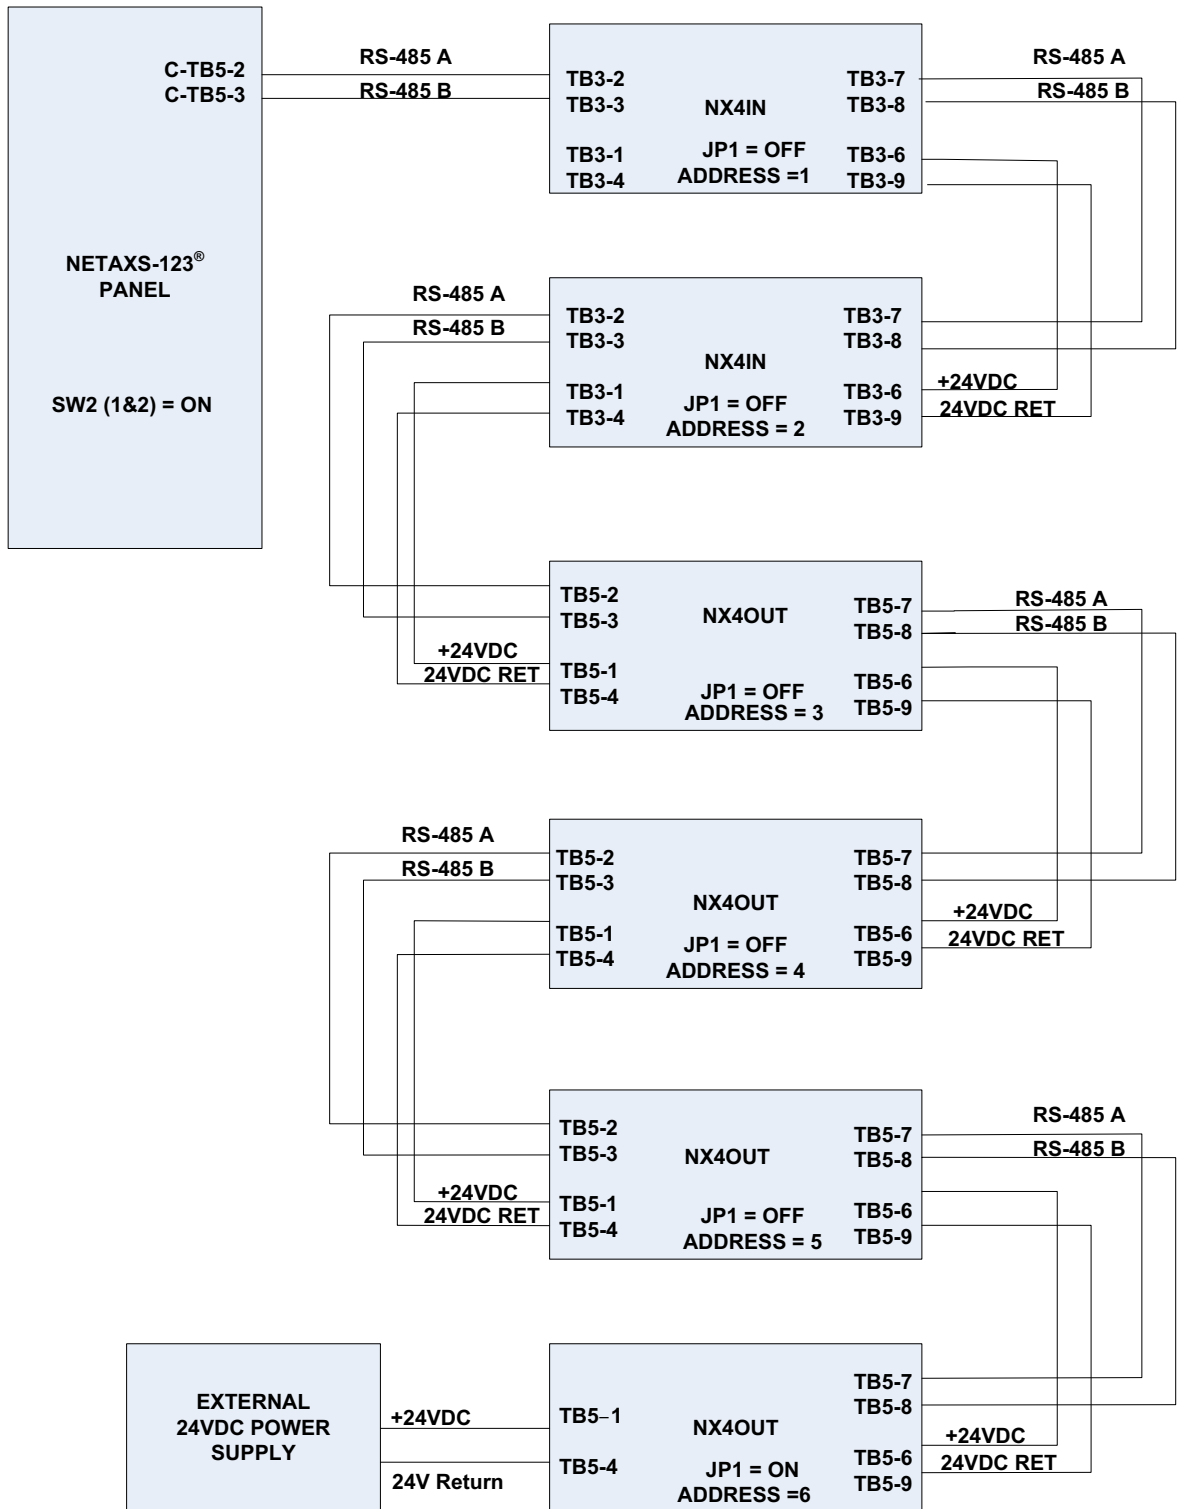 C-TB5-2
C-TB5-3
NETAXS-123®
PANEL
SW2 (1&2) = ON
RS-485 A
RS-485 B
TB3-2
TB3-3
TB3-1
TB3-4
NX4IN
JP1 = OFF
ADDRESS =1
TB3-7
TB3-8
TB3-6
TB3-9
RS-485 A
RS-485 B
RS-485 A
RS-485 B
TB3-2
TB3-3
TB3-1
TB3-4
NX4IN
JP1 = OFF
ADDRESS = 2
TB3-7
TB3-8
TB3-6
TB3-9
+24VDC
24VDC RET
+24VDC
24VDC RET
TB5-2
TB5-3
TB5-1
TB5-4
NX4OUT
JP1 = OFF
ADDRESS = 3
TB5-7
TB5-8
TB5-6
TB5-9
RS-485 A
RS-485 B
RS-485 A
RS-485 B
TB5-2
TB5-3
TB5-1
TB5-4
NX4OUT
JP1 = OFF
ADDRESS = 4
TB5-7
TB5-8
TB5-6
TB5-9
+24VDC
24VDC RET
+24VDC
24VDC RET
TB5-2
TB5-3
TB5-1
TB5-4
NX4OUT
JP1 = OFF
ADDRESS = 5
TB5-7
TB5-8
TB5-6
TB5-9
RS-485 A
RS-485 B
EXTERNAL
24VDC POWER
SUPPLY
+24VDC
24V Return
TB5–1
TB5-4
NX4OUT
JP1 = ON
ADDRESS =6
TB5-7
TB5-8
TB5-6
TB5-9
+24VDC
24VDC RET